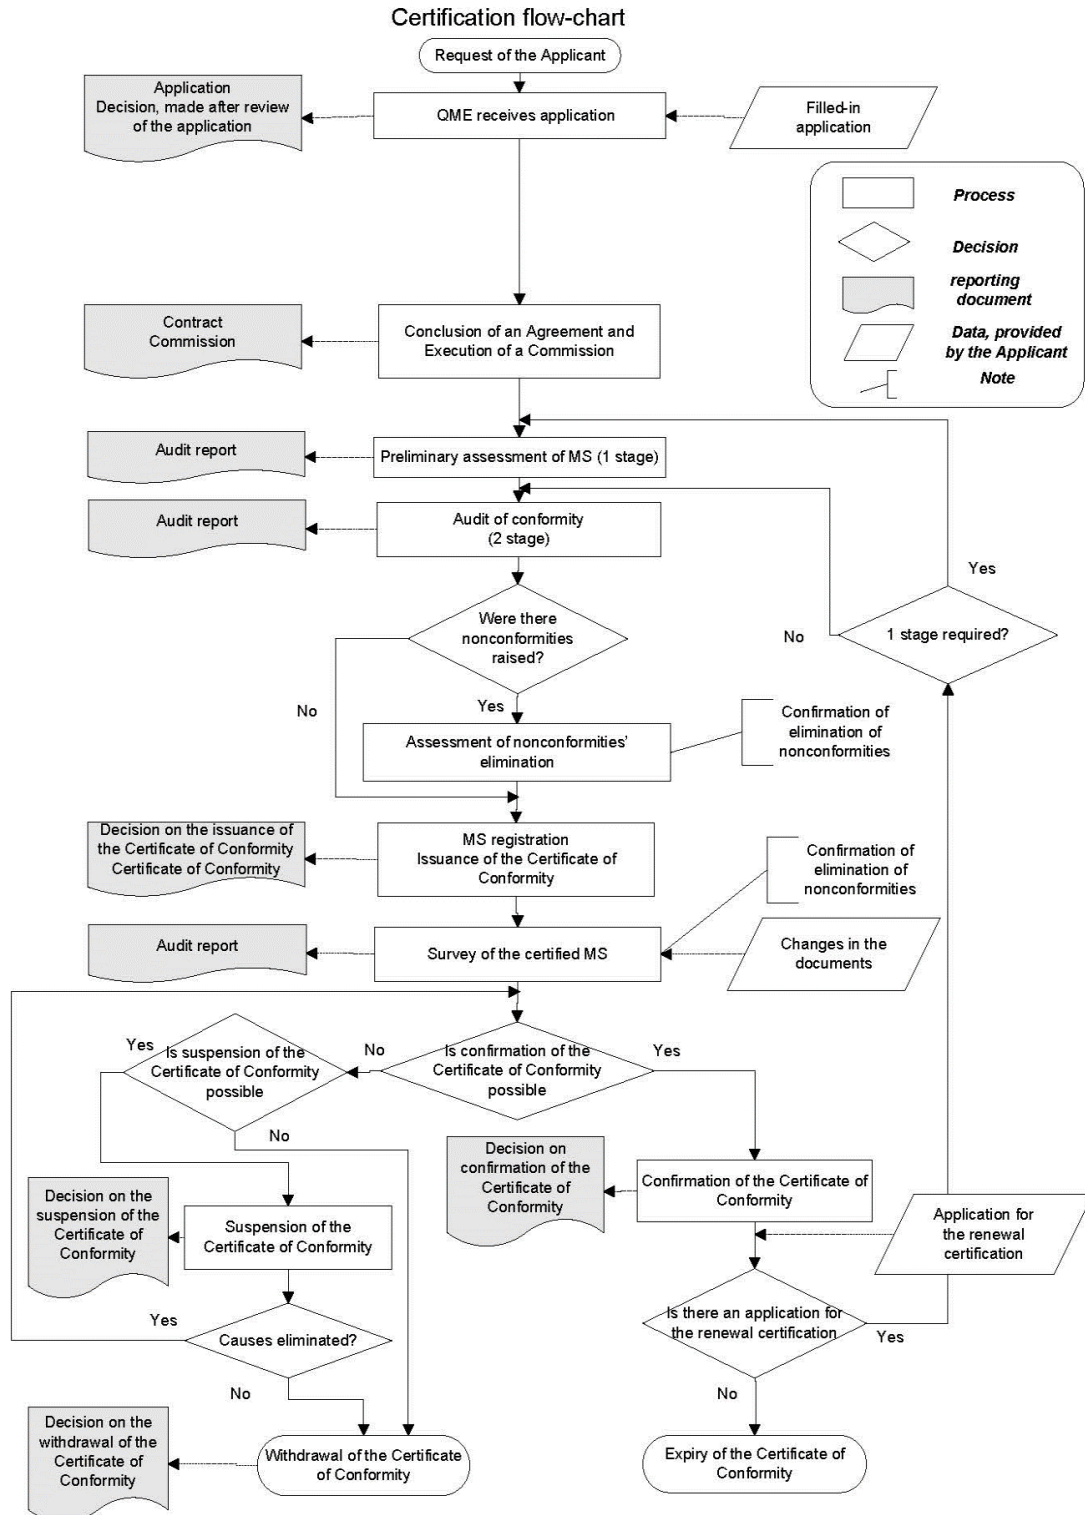 Certification flow-chart
Request of the Applicant
Application
Decision, made after review
of the application
QME receives application
Filled-in
application
Process
Decision
reporting
document
Data, provided
by the Applicant
Note
Contract
Commission
Conclusion of an Agreement and
Execution of a Commission
Audit report
Preliminary assessment of MS (1 stage)
Audit report
Audit of conformity
(2 stage)
Yes
Were there
nonconformities
raised?
No
1 stage required?
No
Yes
Assessment of nonconformities'
elimination
Confirmation of
elimination of
nonconformities
Decision on the issuance of
the Certificate of Conformity
Certificate of Conformity
MS registration
Issuance of the Certificate of
Conformity
Confirmation of
elimination of
nonconformities
Audit report
Survey of the certified MS
Changes in the
documents
Yes
Is suspension of the
Certificate of Conformity
possible
No
Is confirmation of the
Certificate of Conformity
possible
Yes
No
Decision on
confirmation of the
Certificate of
Conformity
Confirmation of the Certificate of
Conformity
Decision on the
suspension of the
Certificate of
Conformity
Suspension of the
Certificate of Conformity
Application for
the renewal
certification
Yes
Causes eliminated?
Is there an application for
the renewal certification
Yes
No
No
Decision on the
withdrawal of the
Certificate of
Conformity
Withdrawal of the Certificate
of Conformity
Expiry of the Certificate of
Conformity